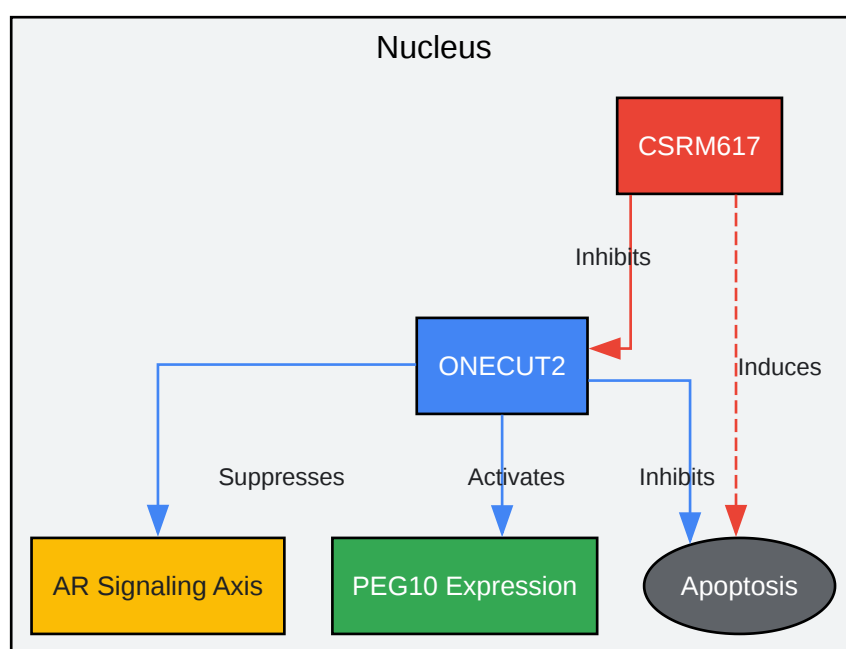 Nucleus
CSRM617
Inhibits
ONECUT2
Induces
Suppresses
Activates
Inhibits
AR Signaling Axis
PEG10 Expression
Apoptosis